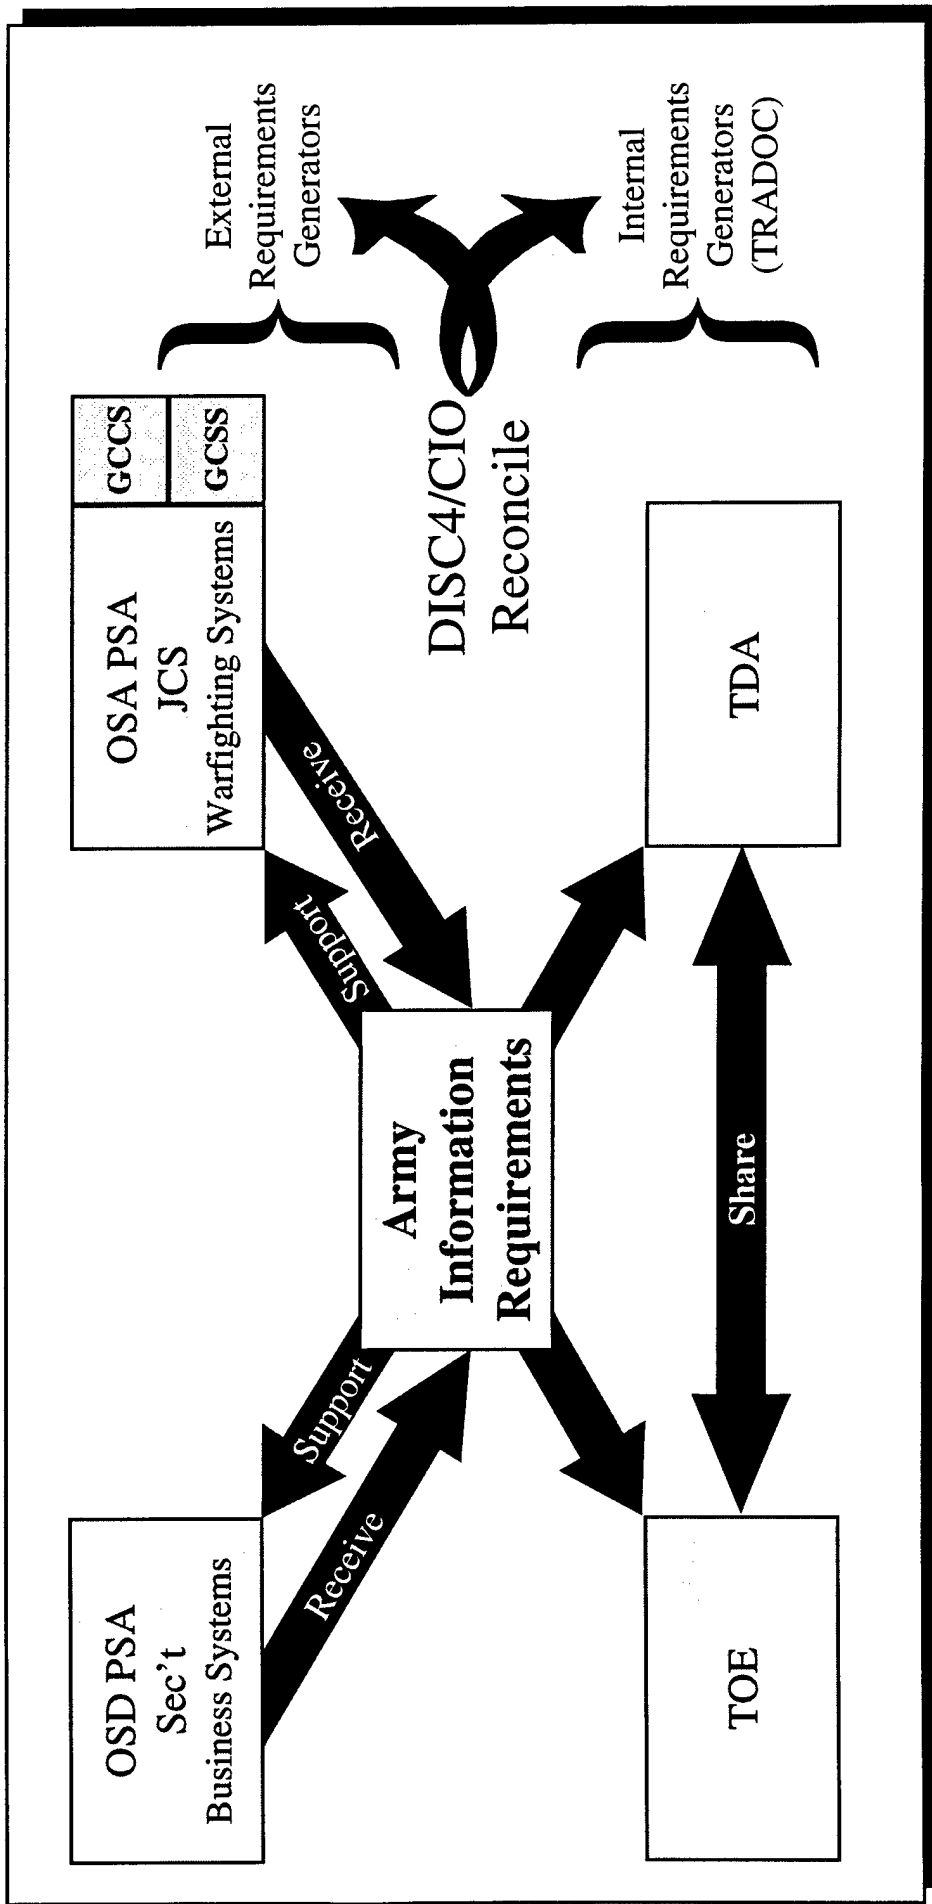 OSD PSA
Sec't
Business Systems
OSA PSA
JCS
Warfighting Systems
GCCS
GCSS
External
Requirements
Generators
Support
Receive
Support
Receive
Army
Information
Requirements
DISC4/CIO
Reconcile
TOE
Share
TDA
Internal
Requirements
Generators
(TRADOC)